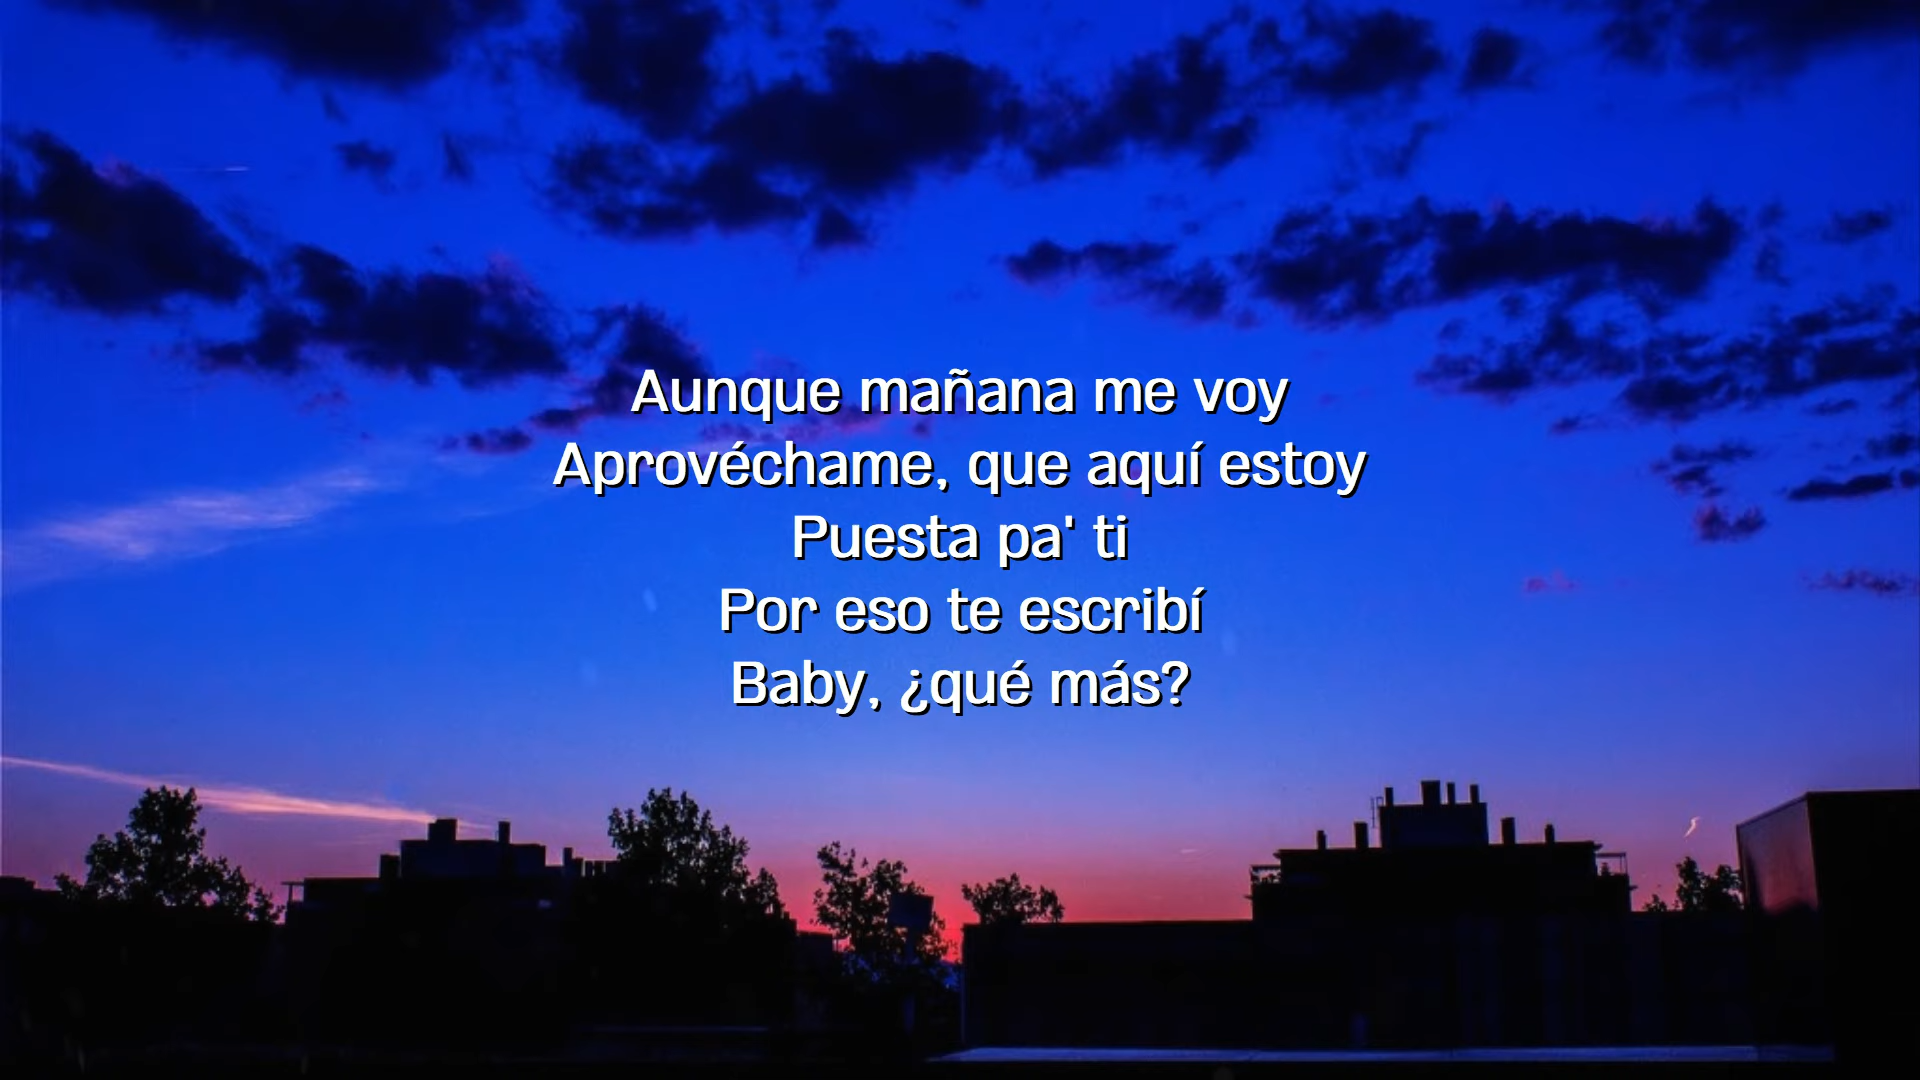 Aunque mañana me voy
Aprovéchame, que aquí estoy
Puesta pa' ti
Por eso te escribí
Baby, ¿qué más?